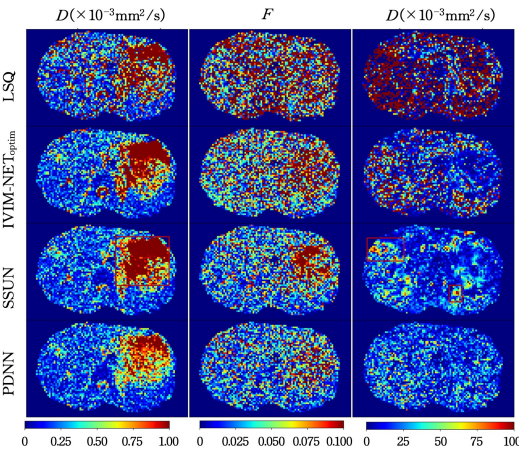 D(×10⁻³mm²/s) F D(×10⁻³mm²/s)
LSQ
IVIM-NETₒₚₜᵢₘ
SSUN
PDNN
0 0.25 0.50 0.75 1.00 0 0.025 0.050 0.075 0.100 0 25 50 75 100